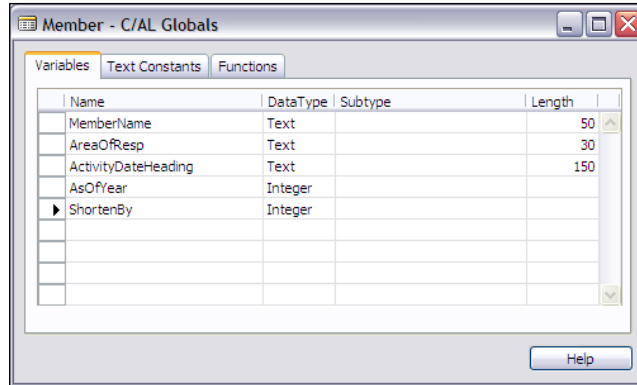 Member - C/AL Globals
Variables Text Constants Functions
Name DataType Subtype Length
MemberName Text 50
AreaOfResp Text 30
ActivityDateHeading Text 150
AsOfYear Integer
ShortenBy Integer
Help